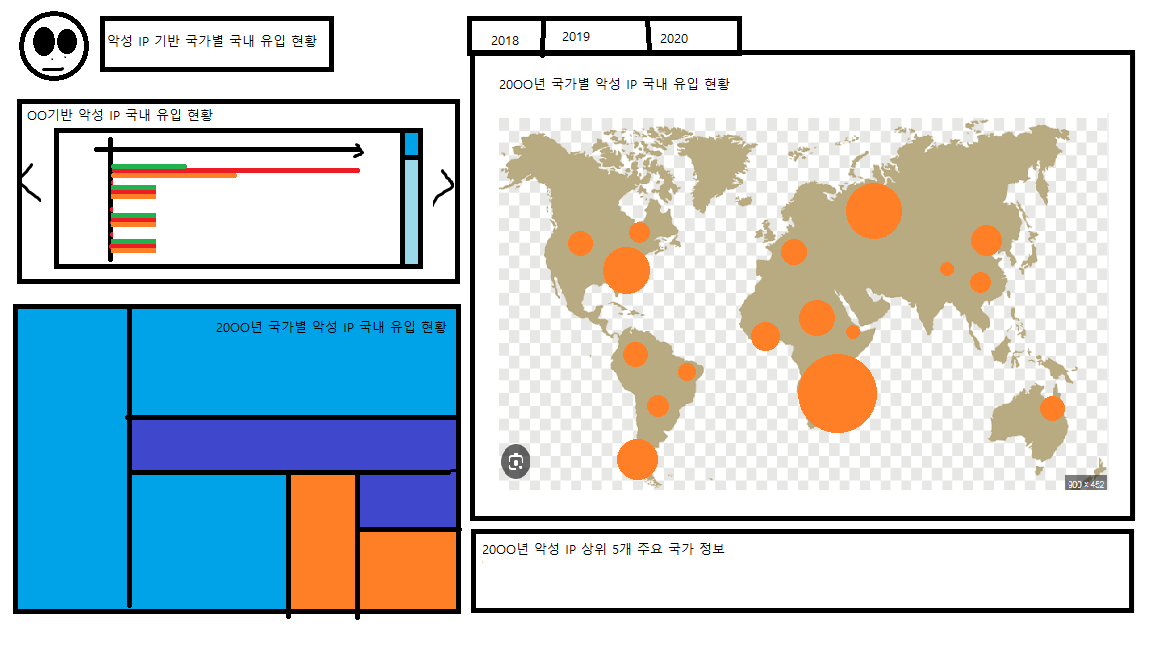 악성 IP 기반 국가별 국내 유입 현황
2018
2019
2020
OO기반 악성 IP 국내 유입 현황
20OO년 국가별 악성 IP 국내 유입 현황
20OO년 국가별 악성 IP 국내 유입 현황
900 x 452
20OO년 악성 IP 상위 5개 주요 국가 정보